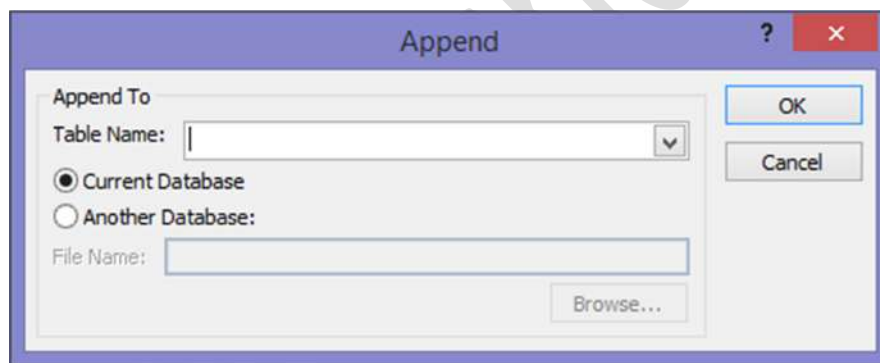 Append ?
Append To
OK
Table Name:
Cancel
Current Database
Another Database:
File Name:
Browse...